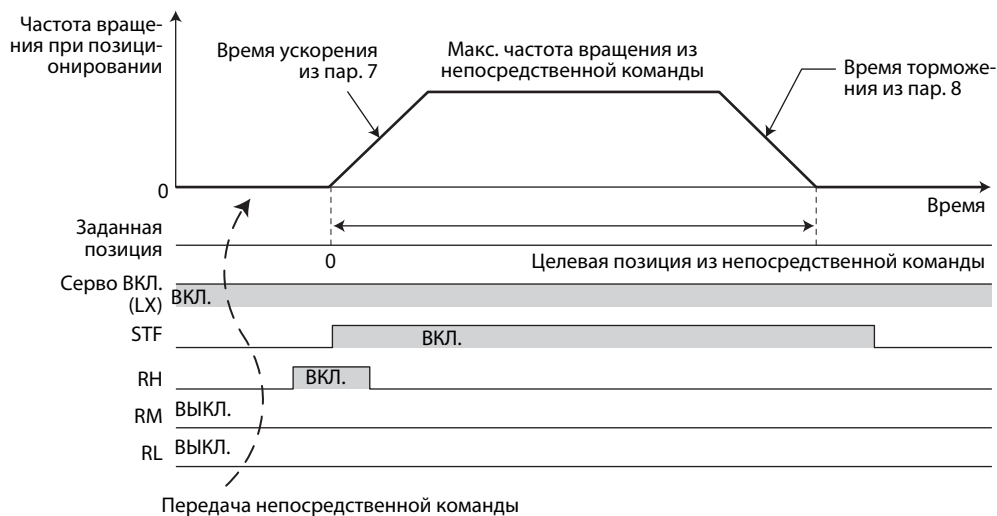 Частота враще-
ния при позици-
онировании
Время ускорения
из пар. 7
Макс. частота вращения из
непосредственной команды
Время торможе-
ния из пар. 8
0
Время
Заданная
позиция
0
Целевая позиция из непосредственной команды
Серво ВКЛ.
(LX)
ВКЛ.
STF
ВКЛ.
RH
ВКЛ.
RM
ВЫКЛ.
RL
ВЫКЛ.
Передача непосредственной команды